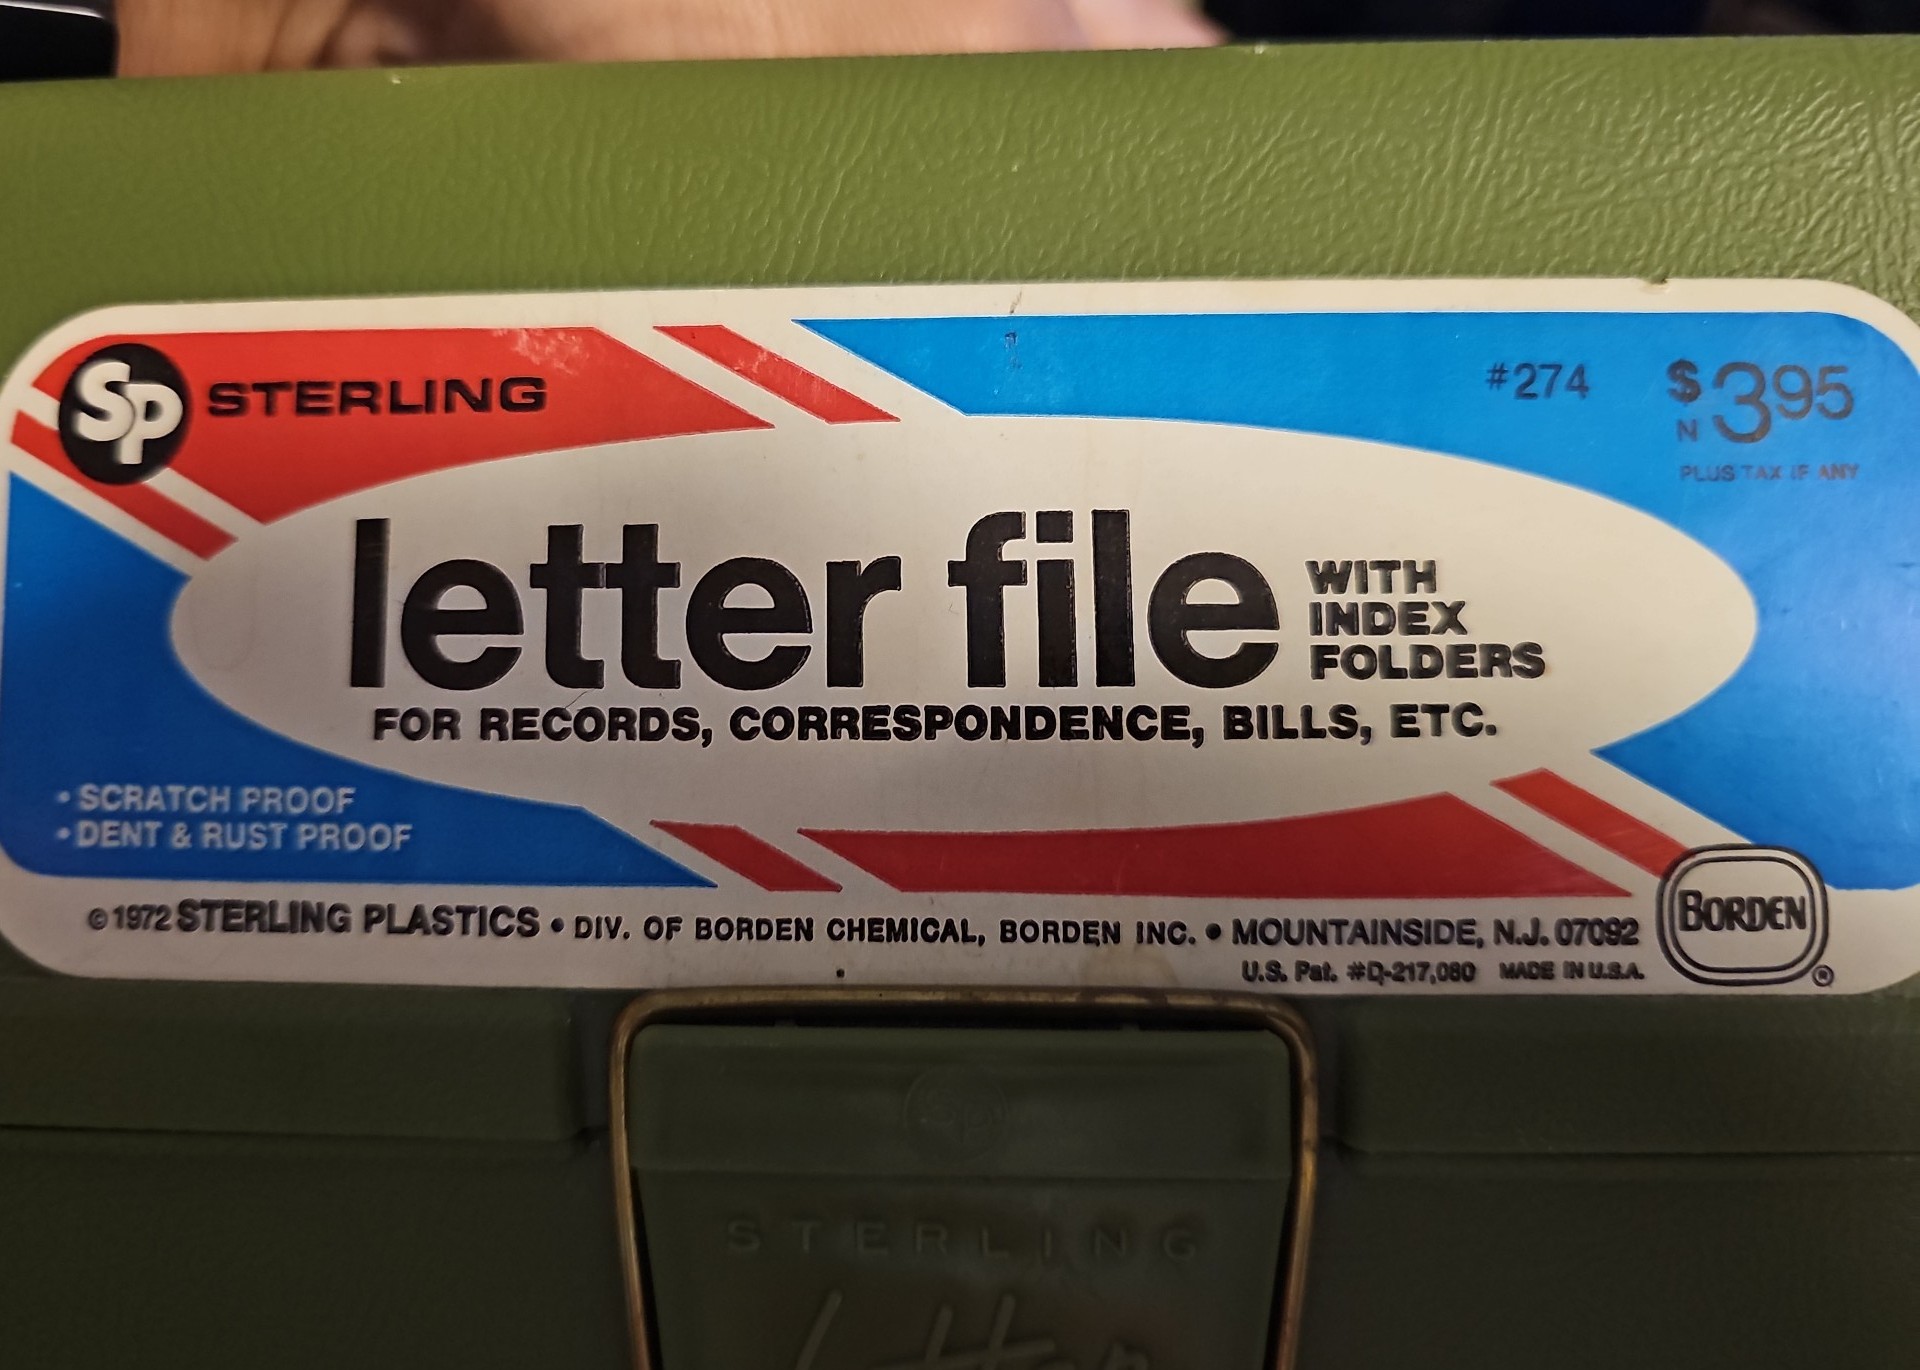 SP STERLING
#274 $3.95
N
PLUS TAX IF ANY
letter file WITH
INDEX
FOLDERS
FOR RECORDS, CORRESPONDENCE, BILLS, ETC.
• SCRATCH PROOF
• DENT & RUST PROOF
© 1972 STERLING PLASTICS • DIV. OF BORDEN CHEMICAL, BORDEN INC. • MOUNTAINSIDE, N.J. 07092
BORDEN ®
U.S. Pat. #D-217,080 MADE IN U.S.A.
SP
STERLING
Letter